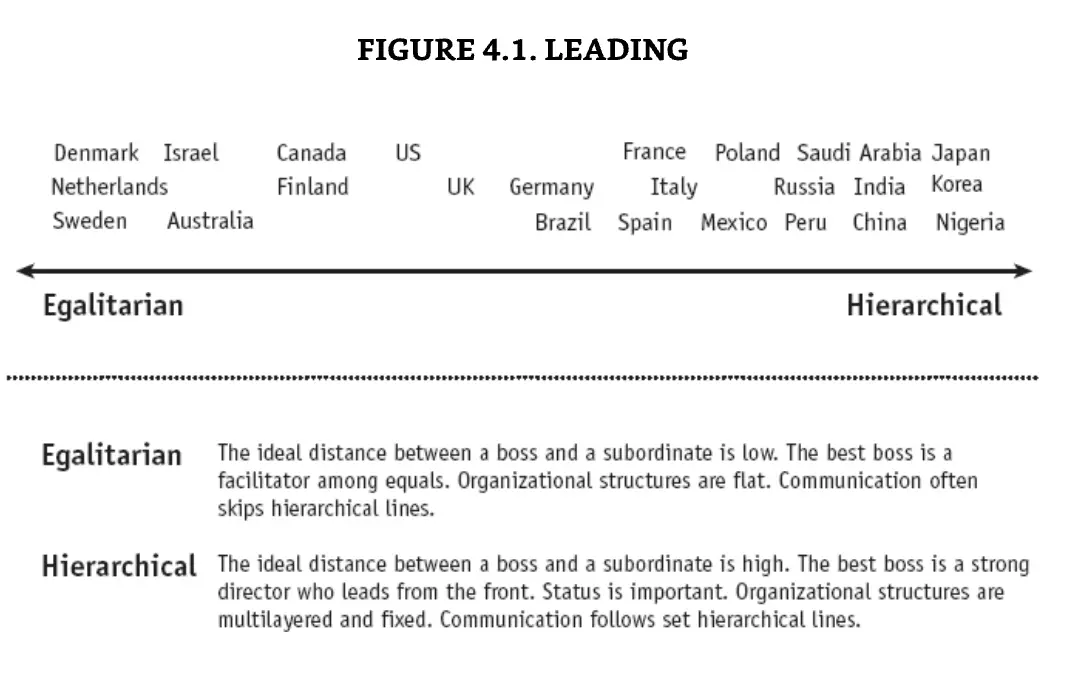 FIGURE 4.1. LEADING
Denmark Israel Canada US France Poland Saudi Arabia Japan
Netherlands Finland UK Germany Italy Russia India Korea
Sweden Australia Brazil Spain Mexico Peru China Nigeria
Egalitarian Hierarchical
Egalitarian The ideal distance between a boss and a subordinate is low. The best boss is a
facilitator among equals. Organizational structures are flat. Communication often
skips hierarchical lines.
Hierarchical The ideal distance between a boss and a subordinate is high. The best boss is a strong
director who leads from the front. Status is important. Organizational structures are
multilayered and fixed. Communication follows set hierarchical lines.